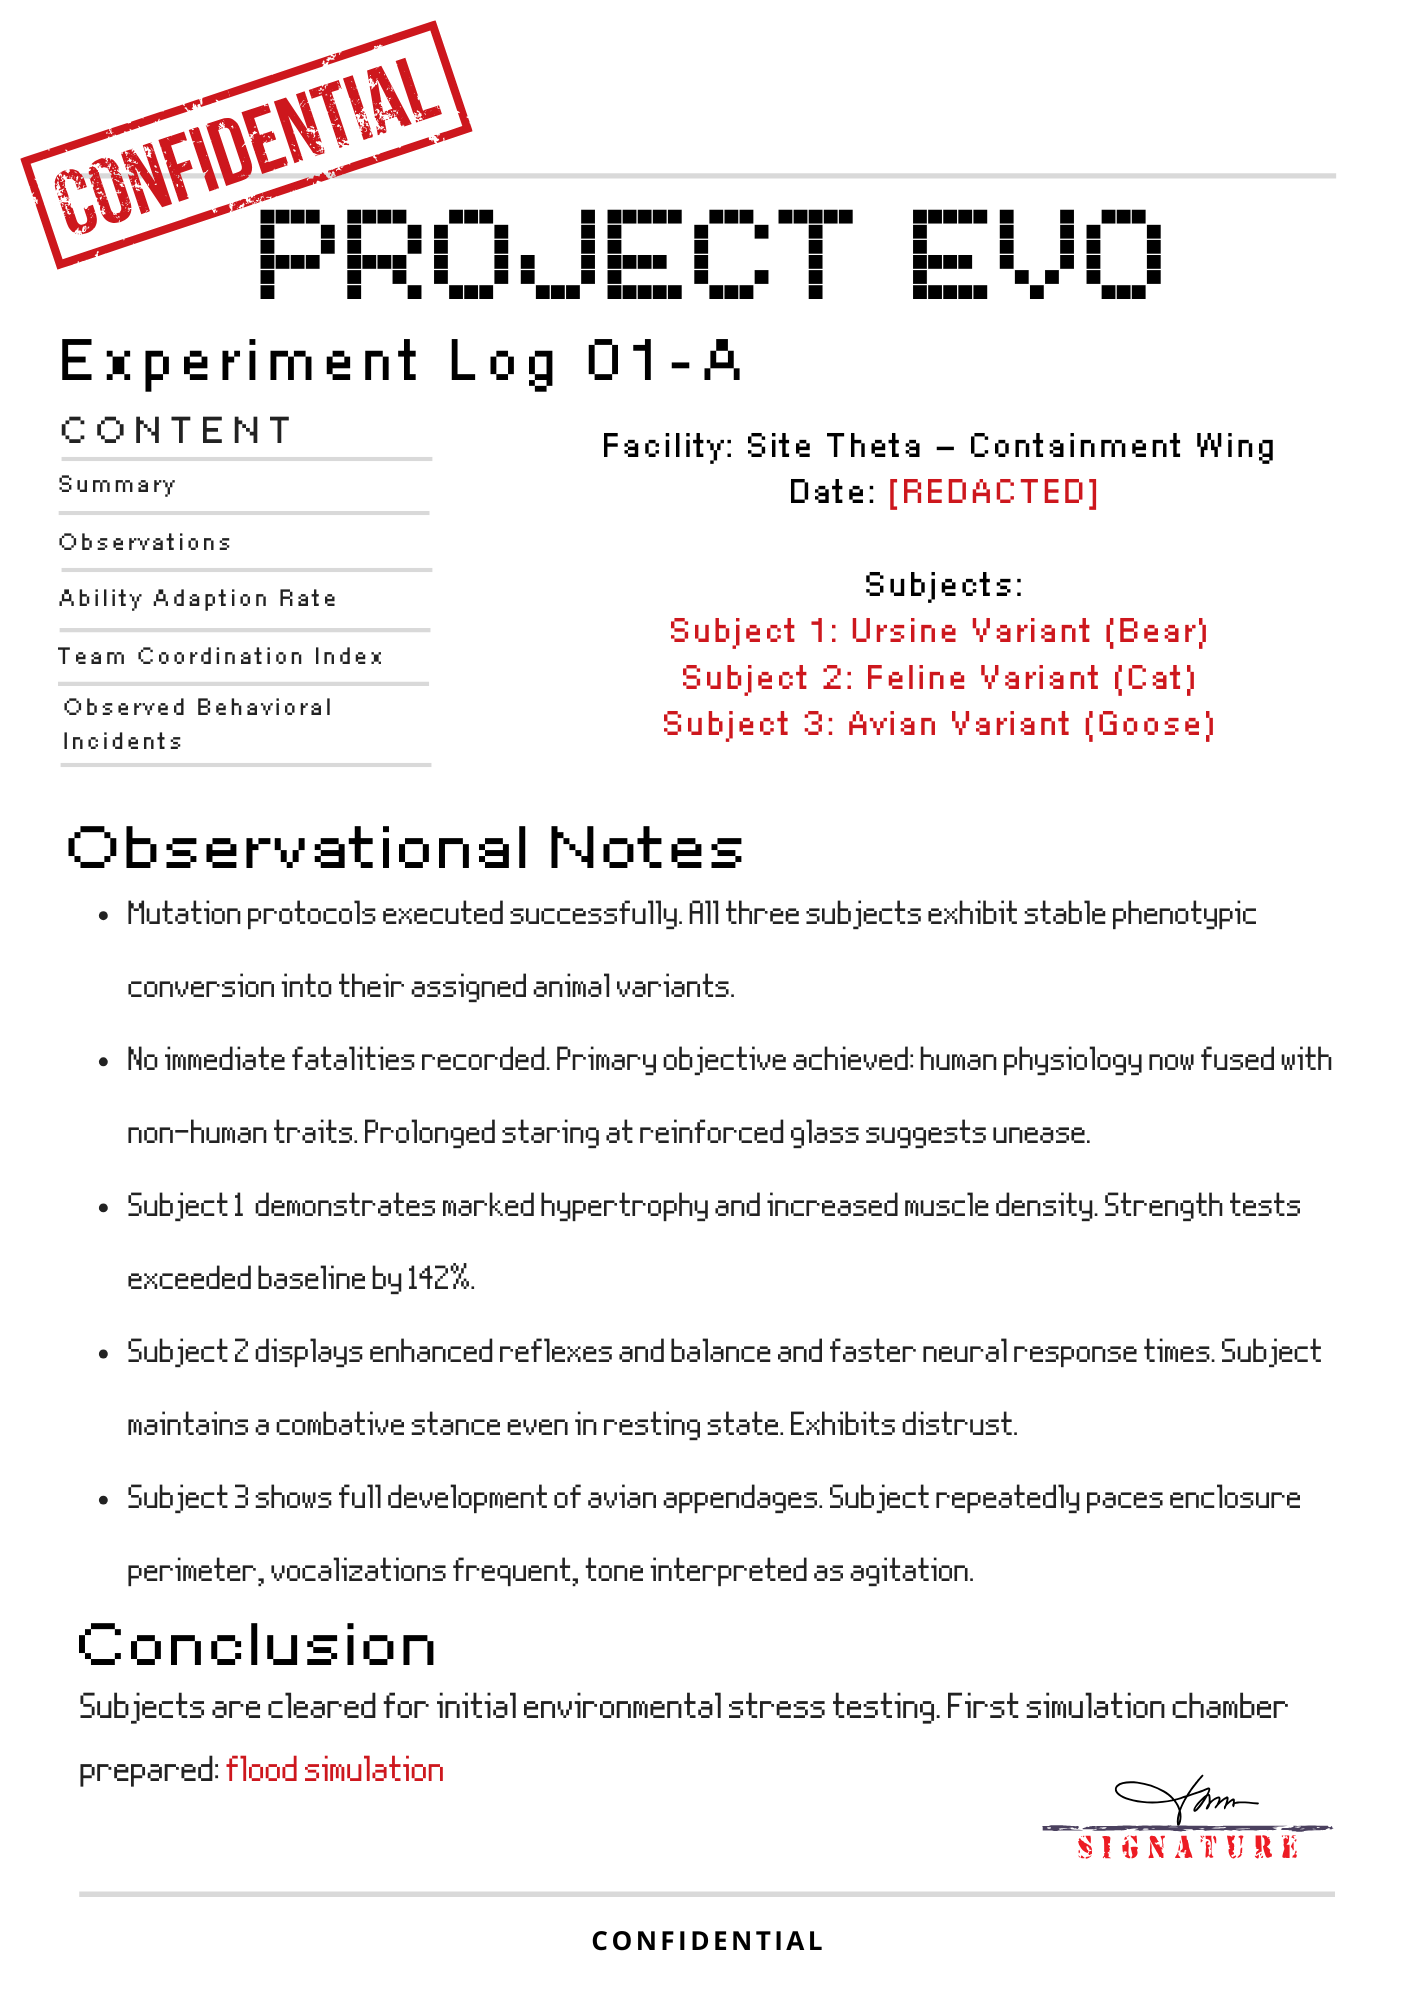 CONFIDENTIAL
PROJECT EVO
Experiment Log 01-A
CONTENT
Summary
Observations
Ability Adaption Rate
Team Coordination Index
Observed Behavioral
Incidents
Facility: Site Theta – Containment Wing
Date: [REDACTED]
Subjects:
Subject 1: Ursine Variant (Bear)
Subject 2: Feline Variant (Cat)
Subject 3: Avian Variant (Goose)
Observational Notes
• Mutation protocols executed successfully. All three subjects exhibit stable phenotypic
conversion into their assigned animal variants.
• No immediate fatalities recorded. Primary objective achieved: human physiology now fused with
non-human traits. Prolonged staring at reinforced glass suggests unease.
• Subject 1 demonstrates marked hypertrophy and increased muscle density. Strength tests
exceeded baseline by 142%.
• Subject 2 displays enhanced reflexes and balance and faster neural response times. Subject
maintains a combative stance even in resting state. Exhibits distrust.
• Subject 3 shows full development of avian appendages. Subject repeatedly paces enclosure
perimeter, vocalizations frequent, tone interpreted as agitation.
Conclusion
Subjects are cleared for initial environmental stress testing. First simulation chamber
prepared: flood simulation
SIGNATURE
CONFIDENTIAL